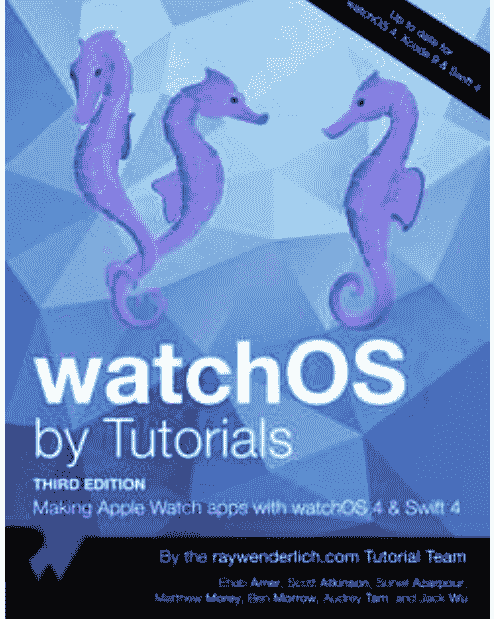 Up to date for
watchOS 4, Xcode 9 & Swift 4
watchOS
by Tutorials
THIRD EDITION
Making Apple Watch apps with watchOS 4 & Swift 4
By the raywenderlich.com Tutorial Team
Ehab Amer, Scott Atkinson, Soheil Azarpour,
Matthew Morey, Ben Morrow, Audrey Tam, and Jack Wu